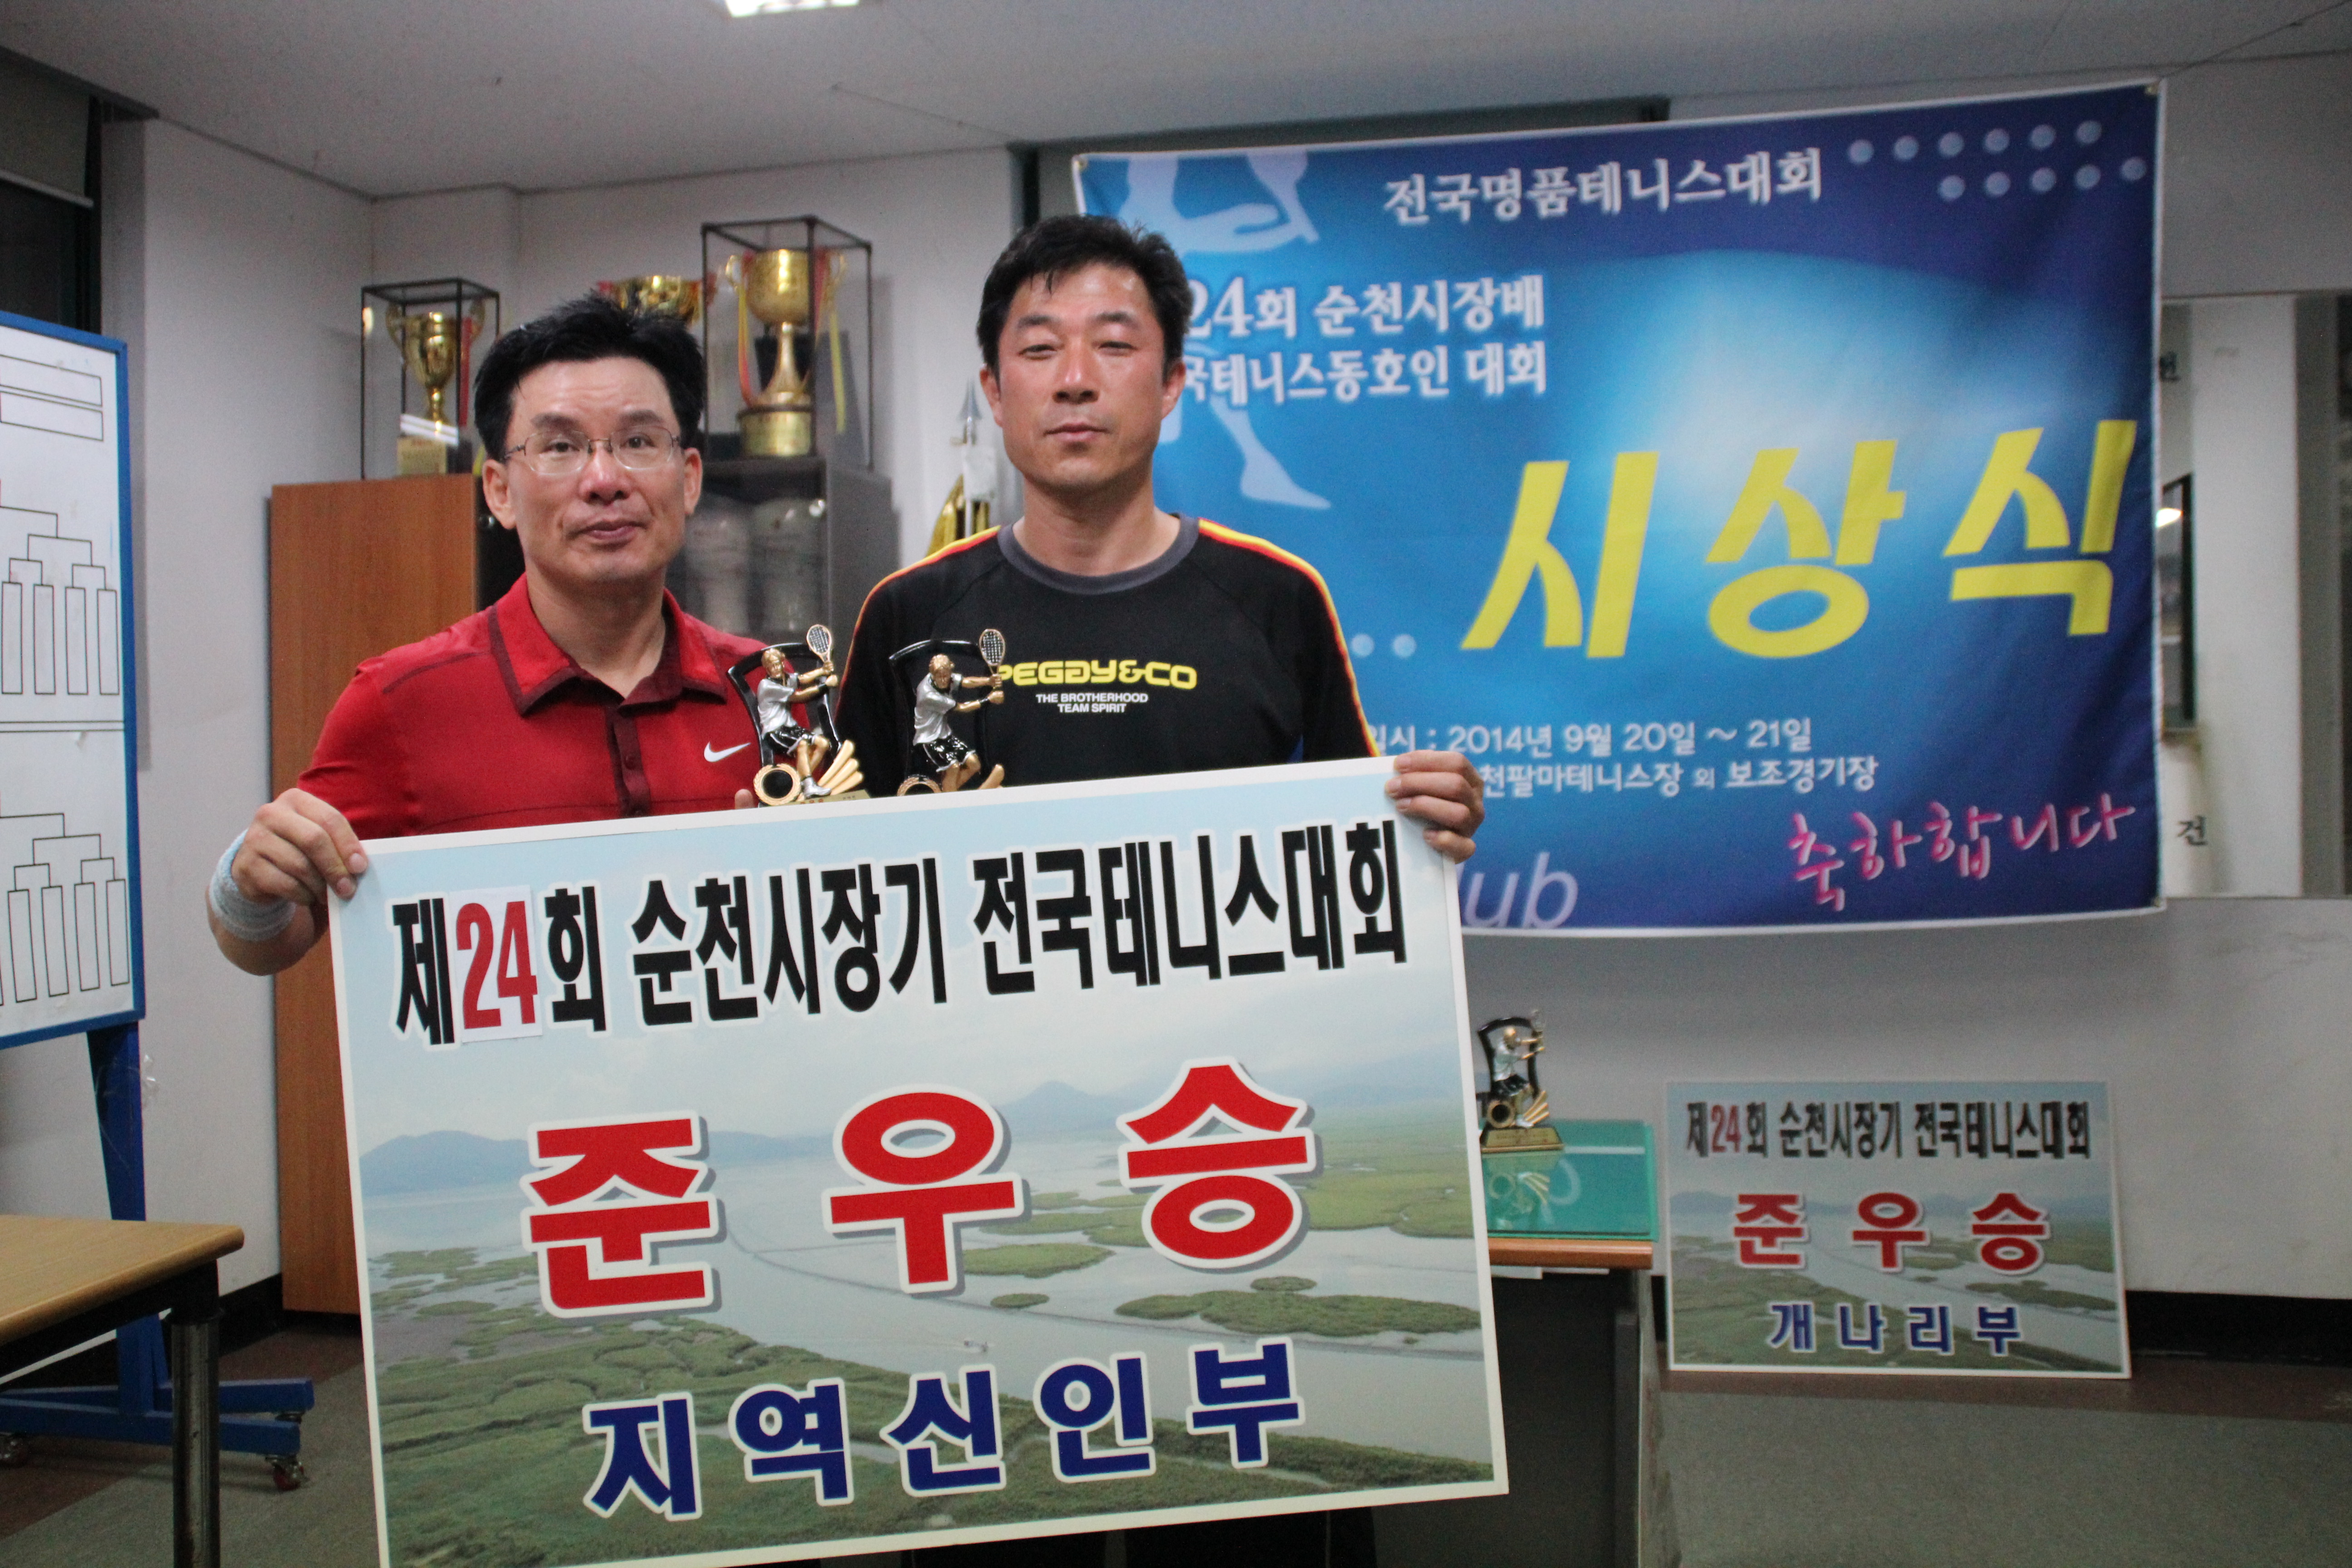 전국명품테니스대회
24회 순천시장배
국테니스동호인 대회
시상식
일시 : 2014년 9월 20일 ~ 21일
천팔마테니스장 외 보조경기장
축하합니다
PEGGY&CO
THE BROTHERHOOD
TEAM SPIRIT
제24회 순천시장기 전국테니스대회
준우승
지역신인부
제24회 순천시장기 전국테니스대회
준우승
개나리부
건